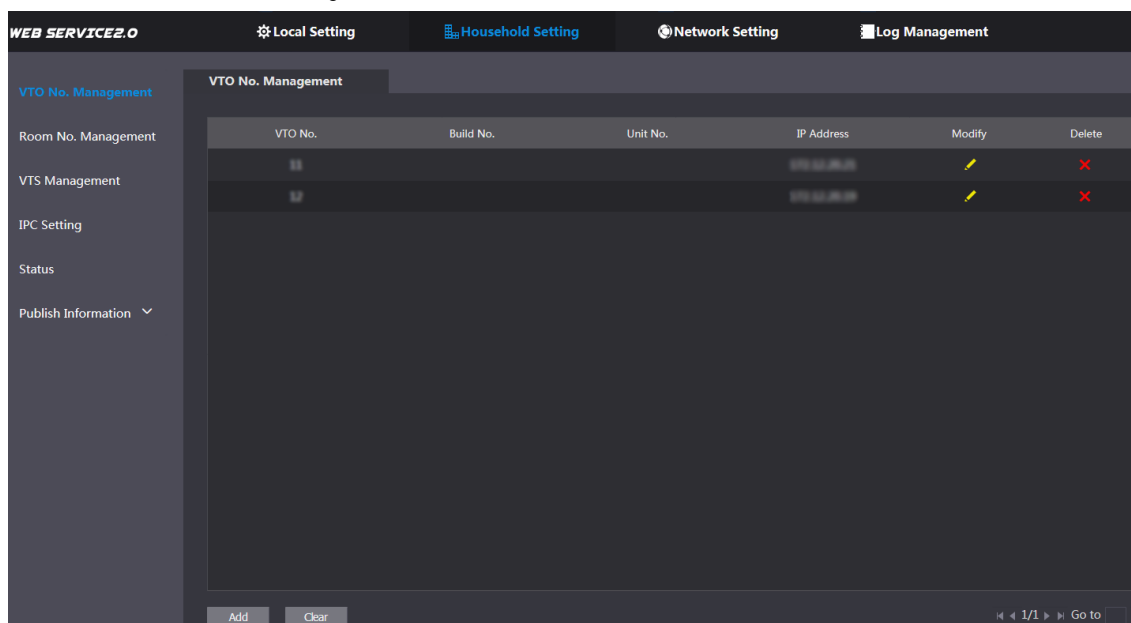 WEB SERVICE2.0 Local Setting Household Setting Network Setting Log Management
VTO No. Management
Room No. Management
VTS Management
IPC Setting
Status
Publish Information
VTO No. Management
VTO No. Build No. Unit No. IP Address Modify Delete
Add Clear 1/1 Go to